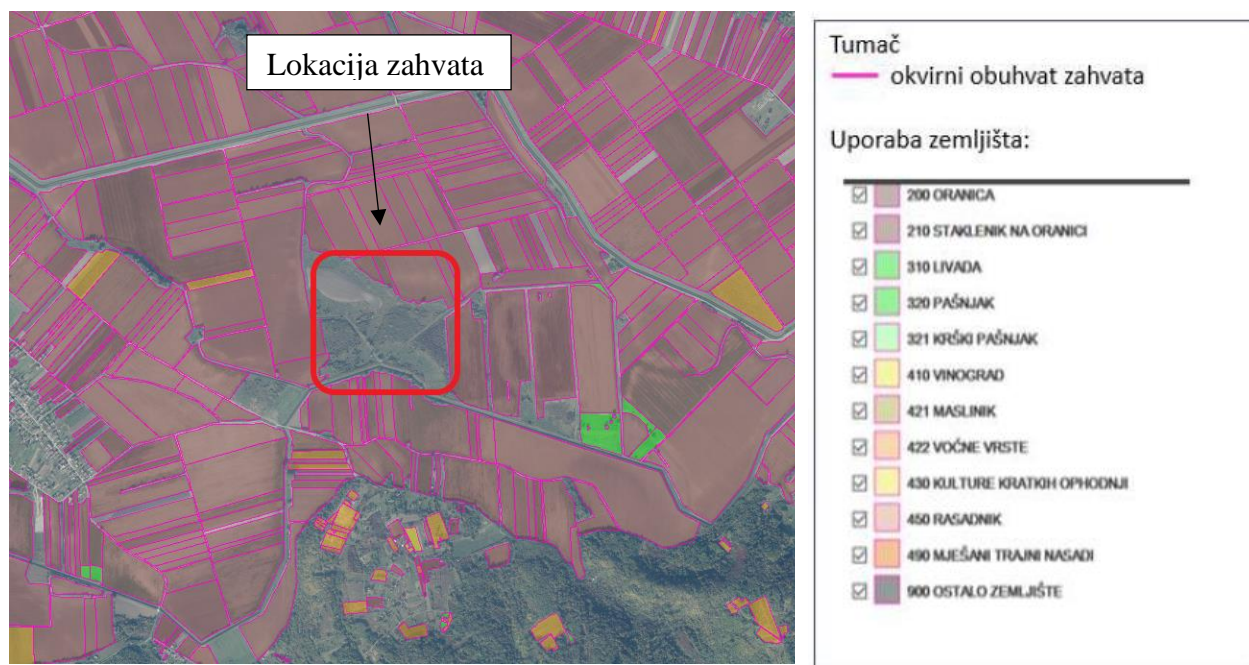 Lokacija zahvata
Tumač
okvirni obuhvat zahvata
Uporaba zemljišta:
200 ORANICA
210 STAKLENIK NA ORANICI
310 LIVADA
320 PAŠNJAK
321 KRŠKI PAŠNJAK
410 VINOGRAD
421 MASLINIK
422 VOĆNE VRSTE
430 KULTURE KRATKIH OPHODNJI
450 RASADNIK
490 MJEŠANI TRAJNI NASADI
900 OSTALO ZEMLJIŠTE